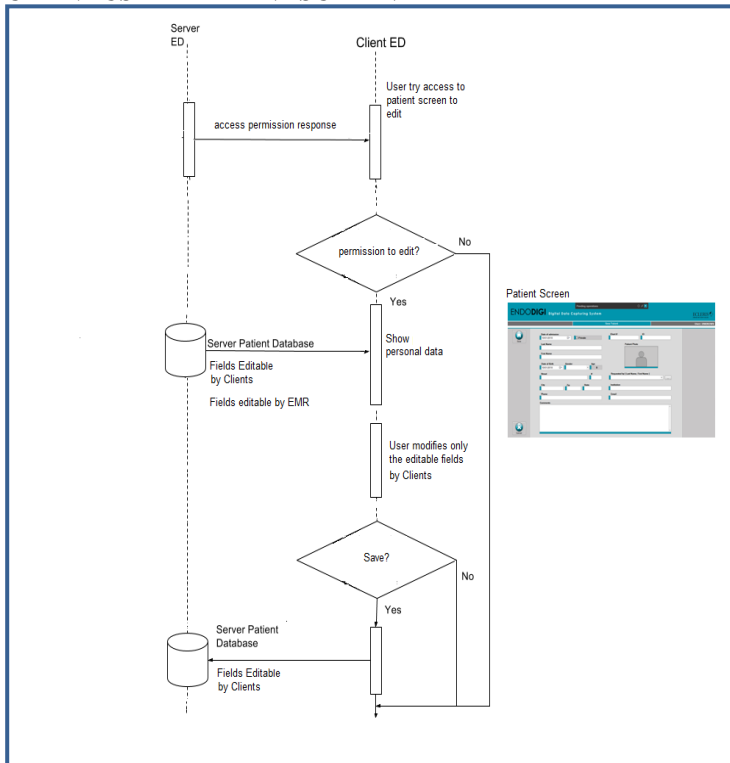 Server
ED
Client ED
User try access to
patient screen to
edit
access permission response
permission to edit?
No
Yes
Patient Screen
ENDODIGI Digital Data Capturing System
Server Patient Database
Fields Editable
by Clients
Fields editable by EMR
Show
personal data
User modifies only
the editable fields
by Clients
Save?
No
Yes
Server Patient
Database
Fields Editable
by Clients